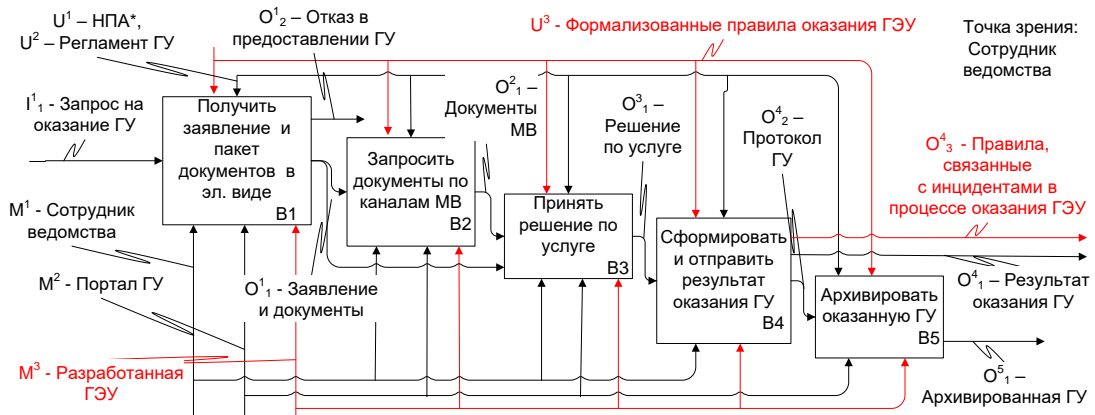 U¹ – НПА*,
U² – Регламент ГУ
O¹₂ – Отказ в
предоставлении ГУ
U³ - Формализованные правила оказания ГЭУ
Точка зрения:
Сотрудник
ведомства
I¹₁ - Запрос на
оказание ГУ
Получить
заявление и
пакет
документов в
эл. виде
B1
Запросить
документы по
каналам МВ
B2
O²₁ –
Документы
МВ
Принять
решение по
услуге
B3
O³₁ –
Решение
по услуге
O⁴₂ –
Протокол
ГУ
O⁴₃ - Правила,
связанные
с инцидентами в
процессе оказания ГЭУ
M¹ - Сотрудник
ведомства
M² - Портал ГУ
O¹₁ - Заявление
и документы
Сформировать
и отправить
результат
оказания ГУ
B4
Архивировать
оказанную ГУ
B5
O⁴₁ – Результат
оказания ГУ
M³ - Разработанная
ГЭУ
O⁵₁ –
Архивированная ГУ